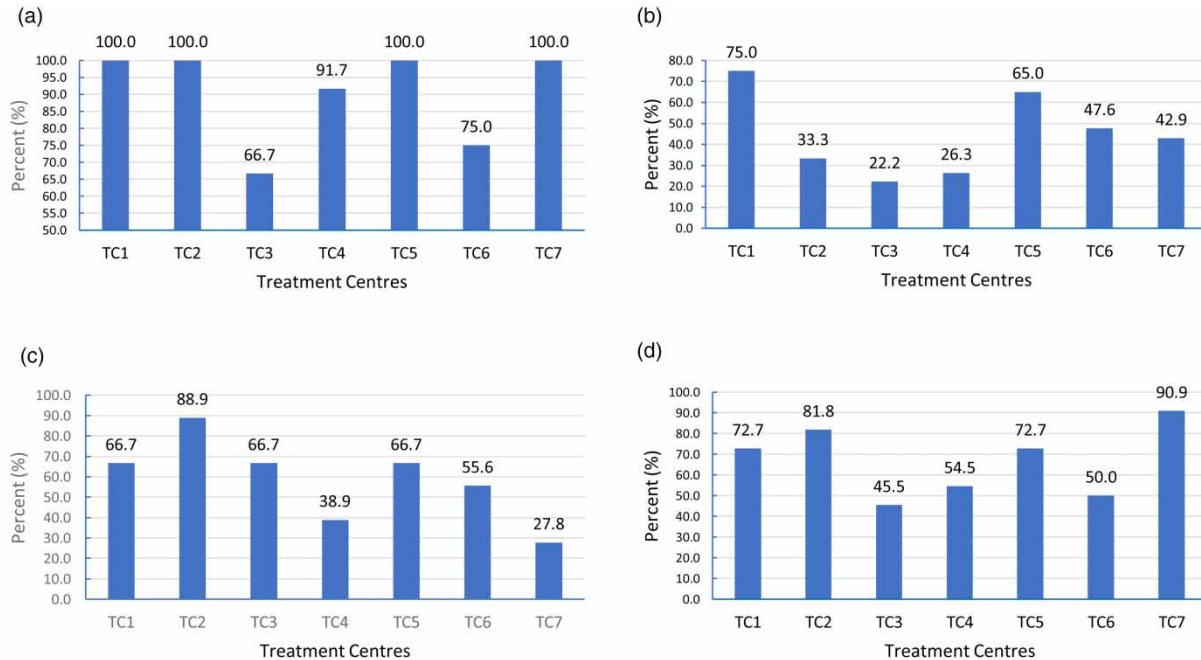 (a)
100.0 100.0 66.7 91.7 100.0 75.0 100.0
100.0
95.0
90.0
85.0
80.0
75.0
70.0
65.0
60.0
55.0
50.0
Percent (%)
TC1 TC2 TC3 TC4 TC5 TC6 TC7
Treatment Centres
(b)
75.0 33.3 22.2 26.3 65.0 47.6 42.9
80.0
70.0
60.0
50.0
40.0
30.0
20.0
10.0
0.0
Percent (%)
TC1 TC2 TC3 TC4 TC5 TC6 TC7
Treatment Centres
(c)
66.7 88.9 66.7 38.9 66.7 55.6 27.8
100.0
90.0
80.0
70.0
60.0
50.0
40.0
30.0
20.0
10.0
0.0
Percent (%)
TC1 TC2 TC3 TC4 TC5 TC6 TC7
Treatment Centres
(d)
72.7 81.8 45.5 54.5 72.7 50.0 90.9
100.0
90.0
80.0
70.0
60.0
50.0
40.0
30.0
20.0
10.0
0.0
Percent (%)
TC1 TC2 TC3 TC4 TC5 TC6 TC7
Treatment Centres